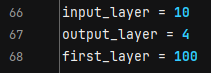 66 input_layer = 10
67 output_layer = 4
68 first_layer = 100